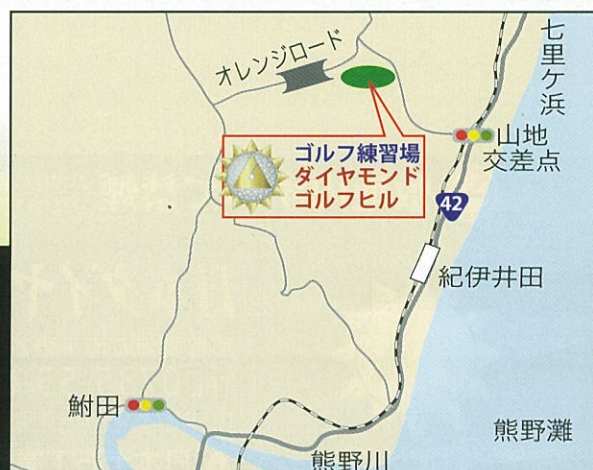 七里ケ浜
オレンジロード
山地
交差点
ゴルフ練習場
ダイヤモンド
ゴルフヒル
42
紀伊井田
鮒田
熊野灘
熊野川